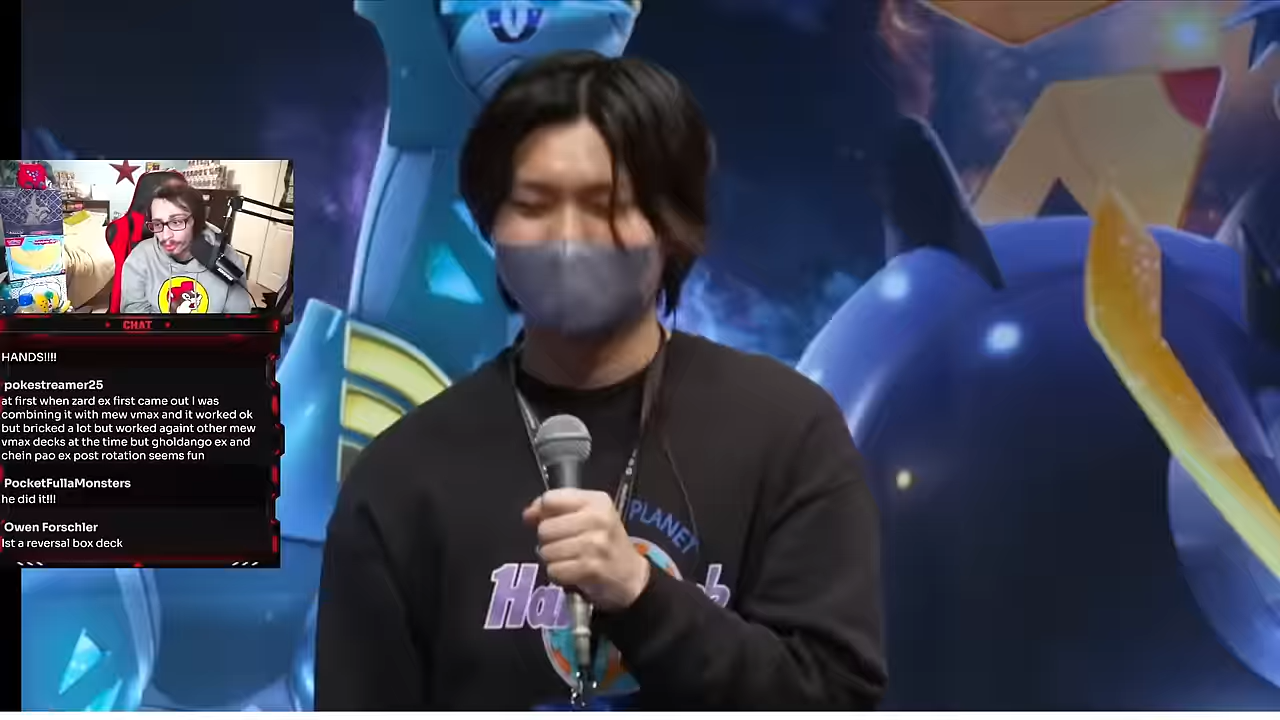 CHAT
HANDS!!!!
pokestreamer25
at first when zard ex first came out I was
combining it with mew vmax and it worked ok
but bricked a lot but worked againt other mew
vmax decks at the time but gholdango ex and
chein pao ex post rotation seems fun
PocketFullaMonsters
he did it!!!
Owen Forschler
Ist a reversal box deck
PLANET